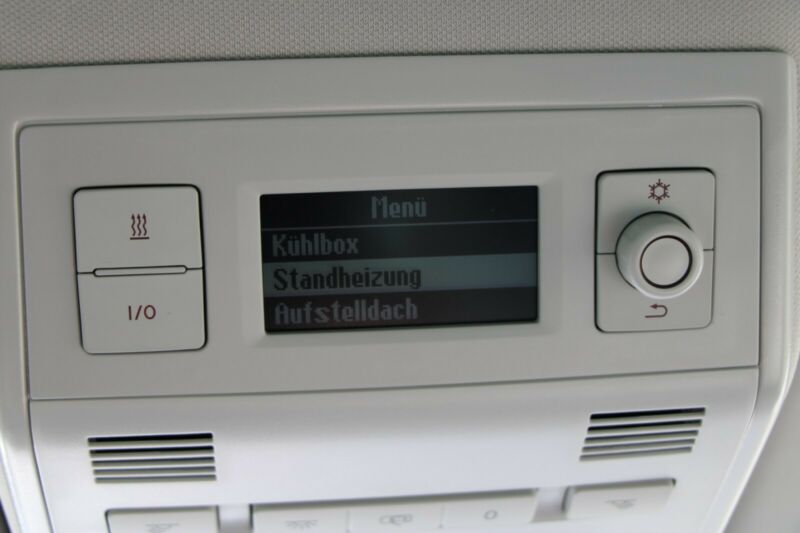 Menü
Kühlbox
Standheizung
Aufstelldach
I/O
O